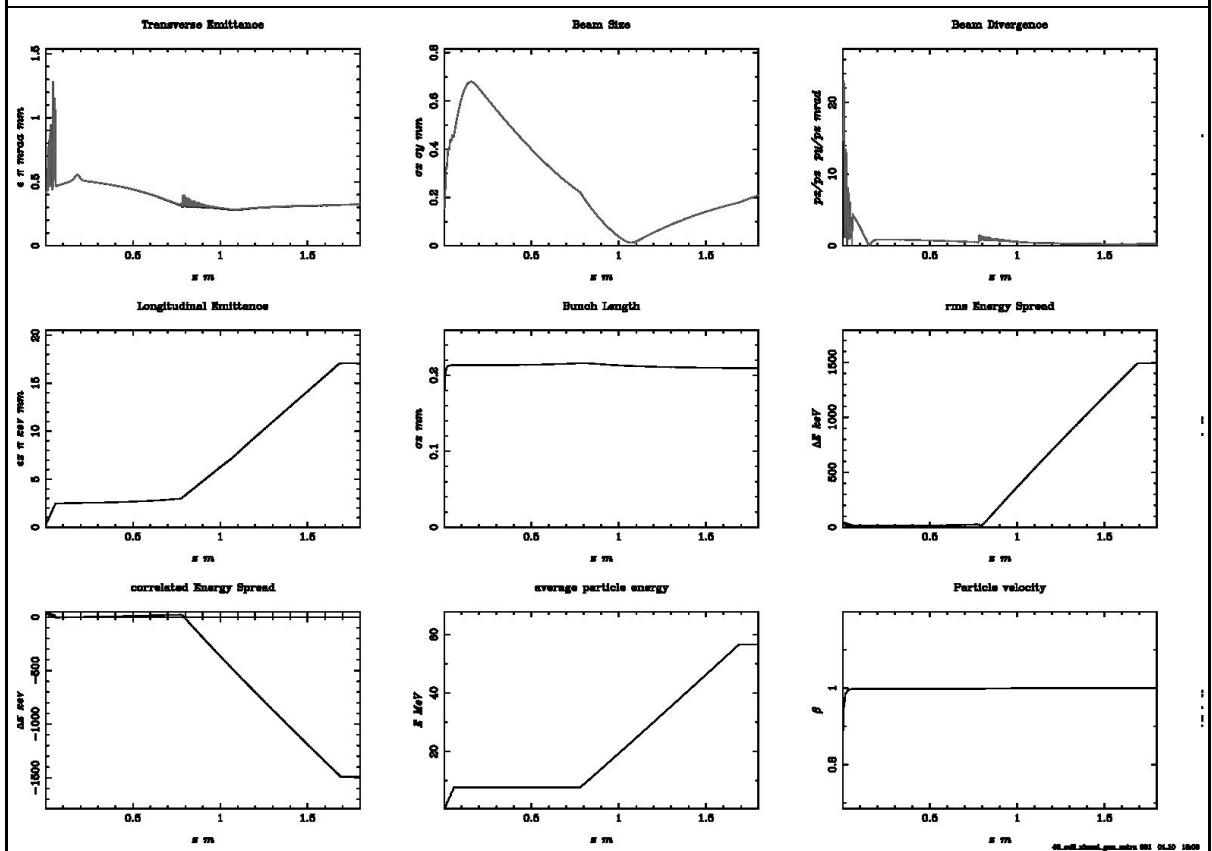 Transverse Emittance
1.5
1
0.5
0
ε π mrad mm
0.5 1 1.5
z m
Beam Size
0.8
0.6
0.4
0.2
0
σx σy mm
0.5 1 1.5
z m
Beam Divergence
20
10
0
px/pz py/pz mrad
0.5 1 1.5
z m
Longitudinal Emittance
20
15
10
5
0
εz π keV mm
0.5 1 1.5
z m
Bunch Length
0.2
0.1
0
σz mm
0.5 1 1.5
z m
rms Energy Spread
1500
1000
500
0
ΔE keV
0.5 1 1.5
z m
correlated Energy Spread
0
-500
-1000
-1500
ΔE keV
0.5 1 1.5
z m
average particle energy
60
40
20
E MeV
0.5 1 1.5
z m
Particle velocity
1
0.8
β
0.5 1 1.5
z m